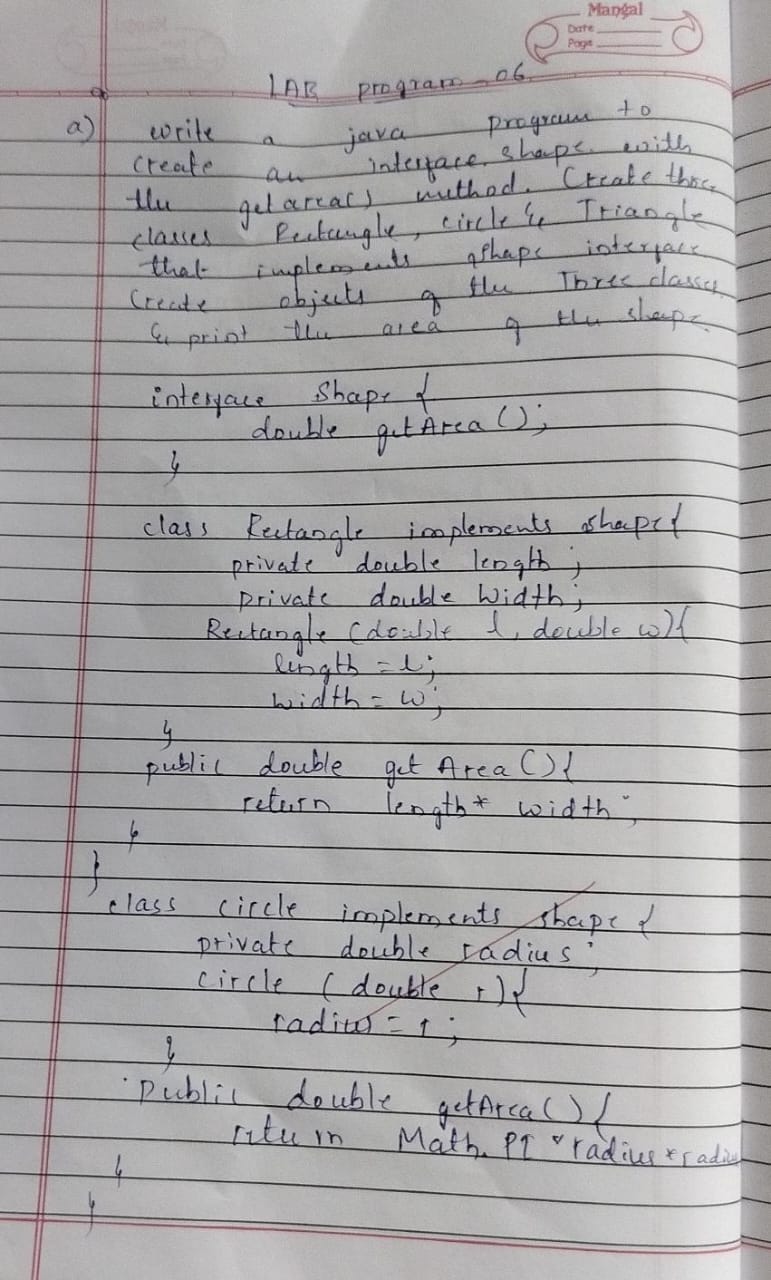 Mangal
Date
Page
LAB program - 06
a) write a java program to
create an interface shape with
the getarea() method. Create three
classes Rectangle, circle & Triangle
that implements shape interface
Create objects of the Three classes
& print the area of the shape.
interface Shape {
double getArea();
}
class Rectangle implements shape{
private double length;
private double width;
Rectangle (double l, double w){
length = l;
width = w;
}
public double getArea(){
return length* width;
}
}
class circle implements shape {
private double radius;
circle (double r){
radius = r;
}
Public double getArea(){
return Math.PI * radius * radius
}
}